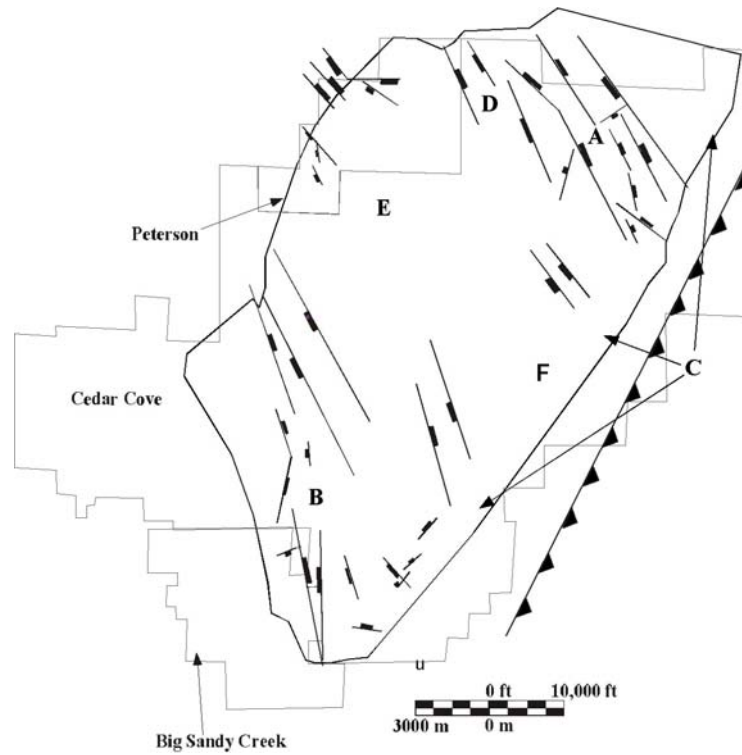 D
A
E
Peterson
C
F
Cedar Cove
B
u
0 ft 10,000 ft
3000 m 0 m
Big Sandy Creek